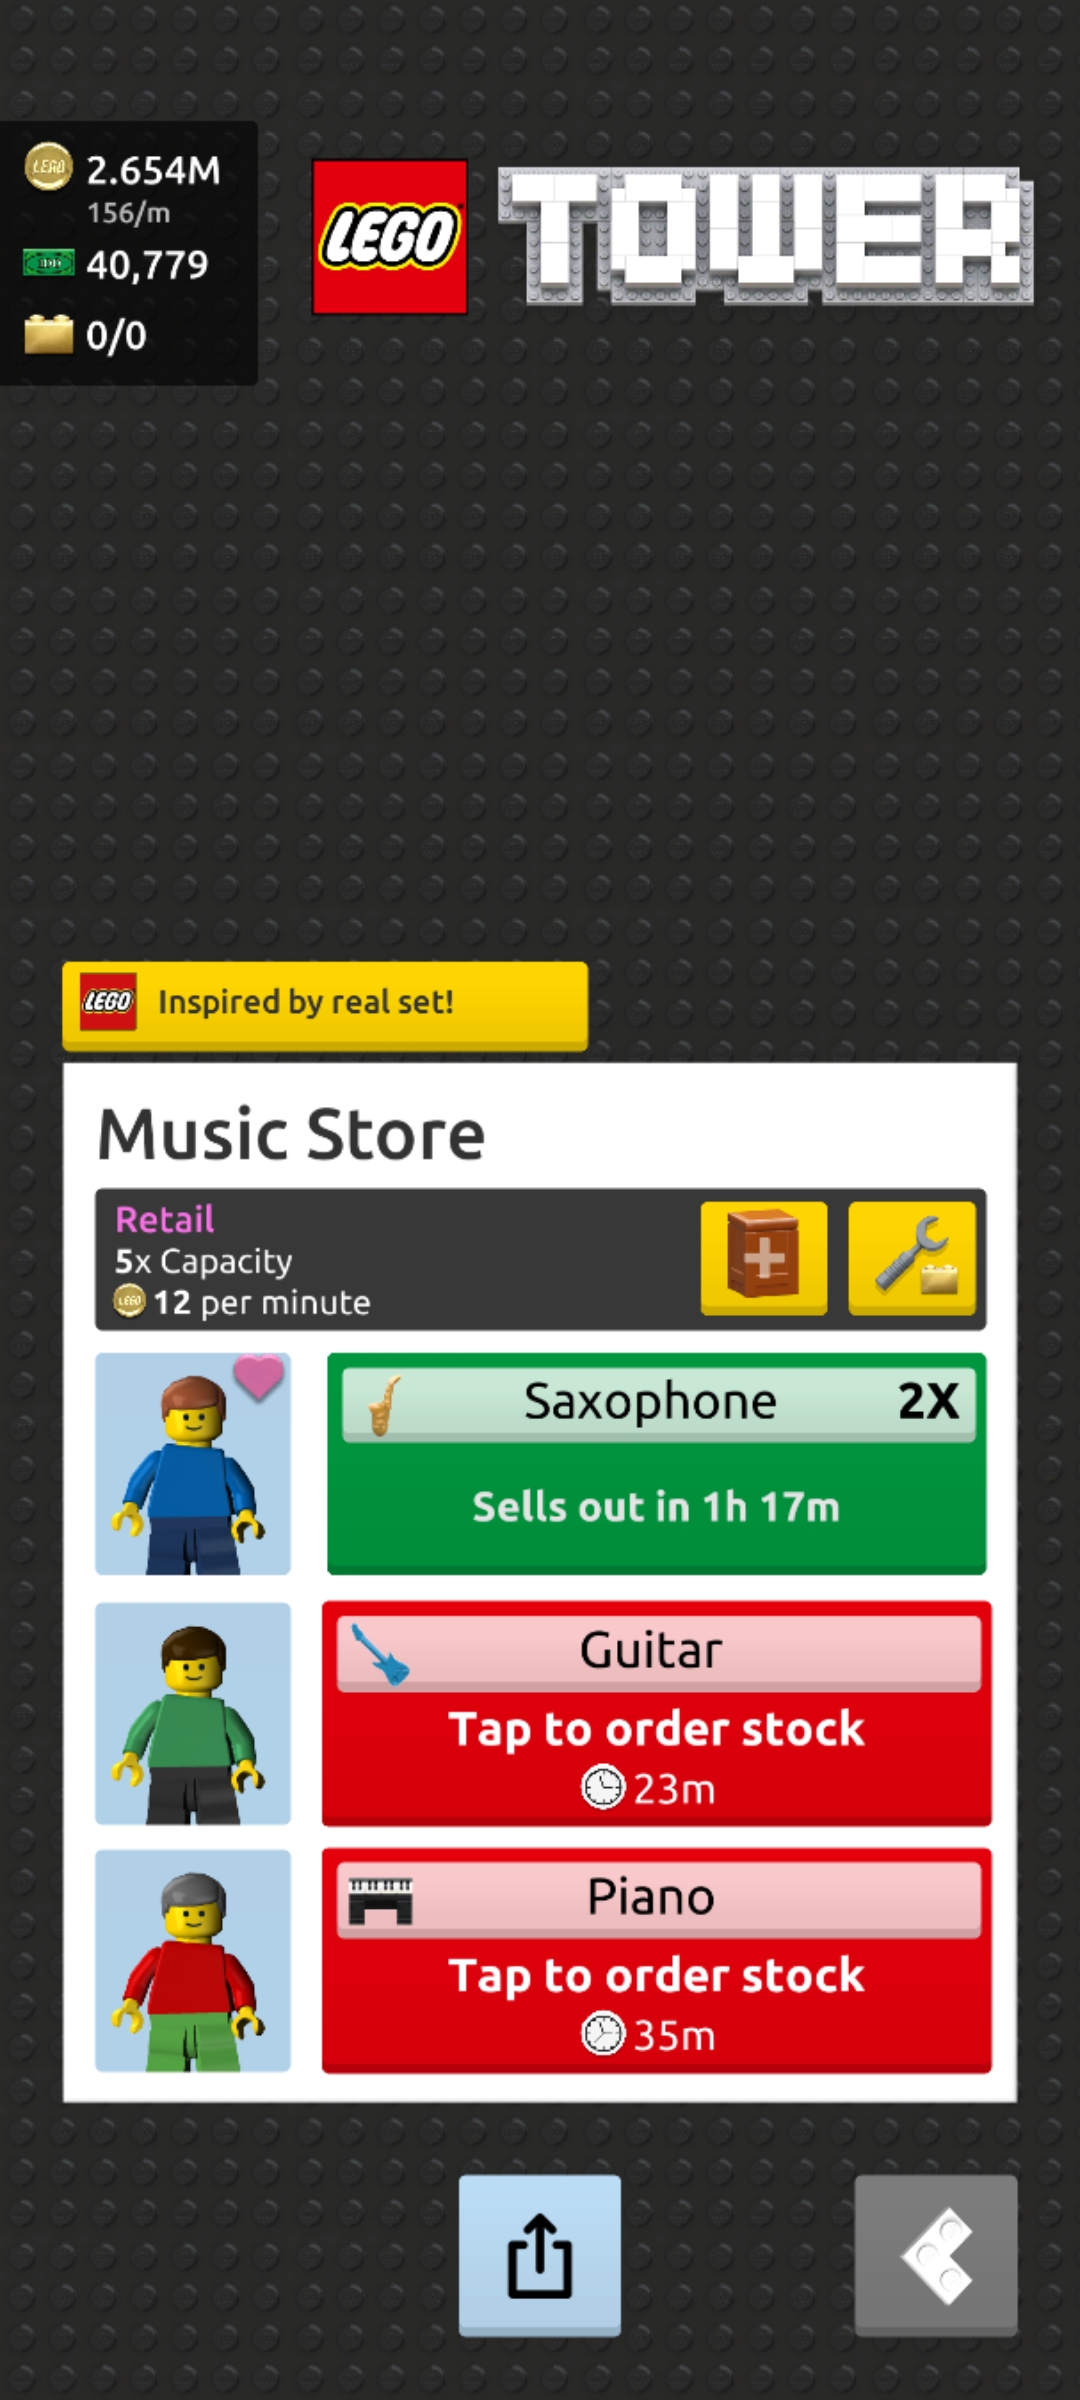 LEGO
2.654M
156/m
40,779
0/0
LEGO TOWER
LEGO Inspired by real set!
Music Store
Retail
5x Capacity
LEGO 12 per minute
Saxophone 2X
Sells out in 1h 17m
Guitar
Tap to order stock
23m
Piano
Tap to order stock
35m